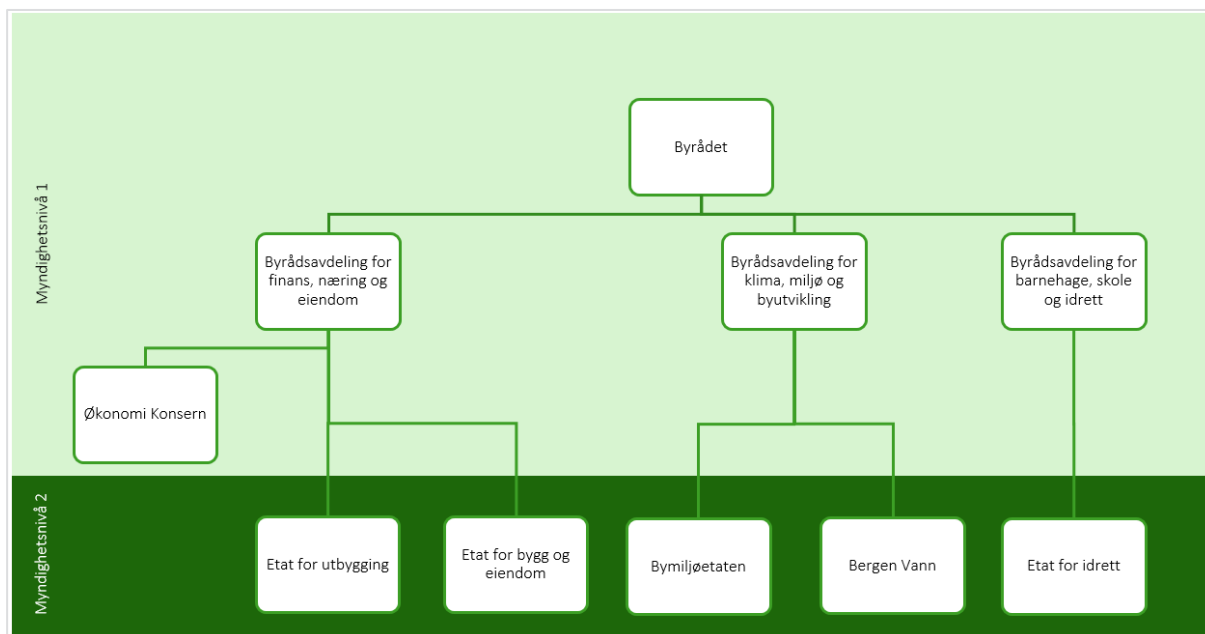 Myndighetsnivå 1
Byrådet
Byrådsavdeling for
finans, næring og
eiendom
Byrådsavdeling for
klima, miljø og
byutvikling
Byrådsavdeling for
barnehage, skole
og idrett
Økonomi Konsern
Myndighetsnivå 2
Etat for utbygging
Etat for bygg og
eiendom
Bymiljøetaten
Bergen Vann
Etat for idrett